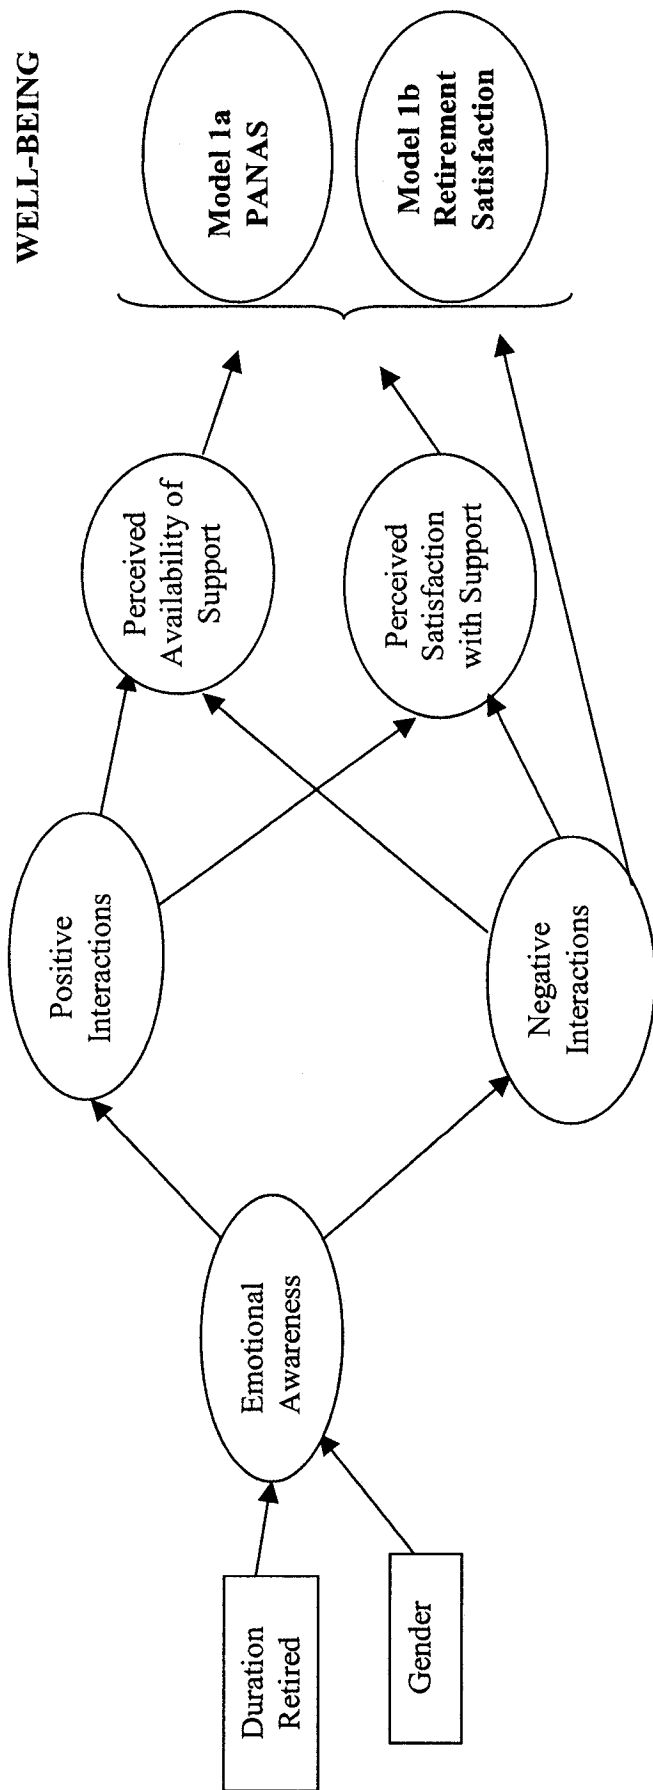 WELL-BEING
Duration
Retired
Gender
Emotional
Awareness
Positive
Interactions
Negative
Interactions
Perceived
Availability of
Support
Perceived
Satisfaction
with Support
Model 1a
PANAS
Model 1b
Retirement
Satisfaction